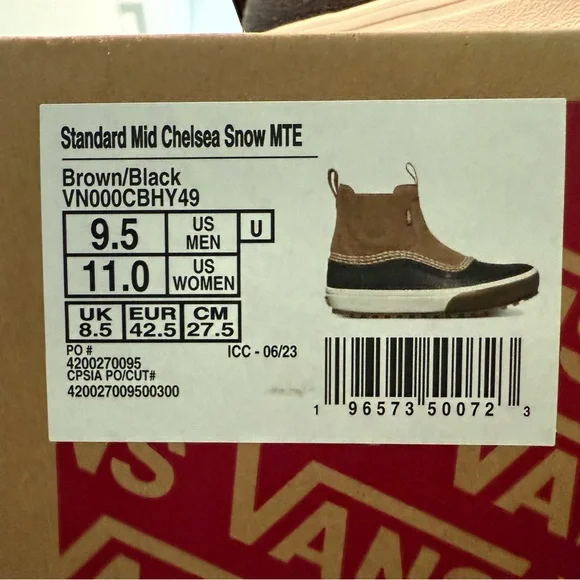 Standard Mid Chelsea Snow MTE
Brown/Black
VN000CBHY49
9.5 US MEN U
11.0 US WOMEN
UK EUR CM
8.5 42.5 27.5
PO #
4200270095
ICC - 06/23
CPSIA PO/CUT#
420027009500300
1 96573 50072 3
VANS
VANS